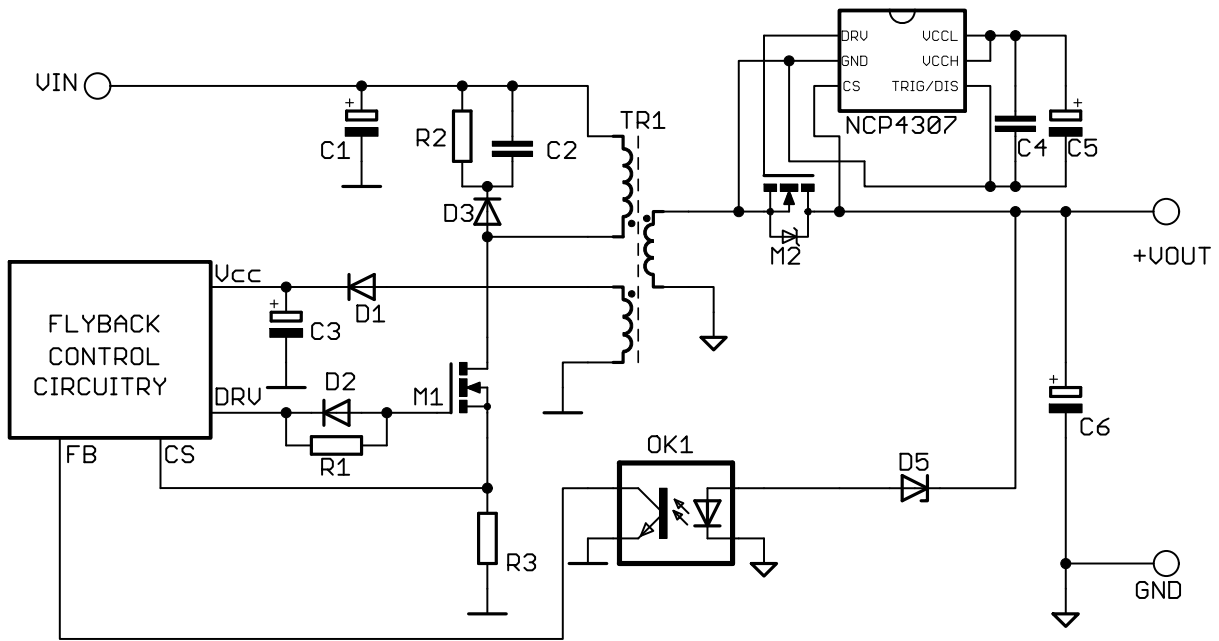 DRV
VCCL
GND
VCCH
CS
TRIG/DIS
NCP4307
VIN
+
C1
R2
C2
TR1
+
C4
C5
D3
M2
+VOUT
Vcc
D1
+
C3
FLYBACK
CONTROL
CIRCUITRY
DRV
D2
M1
R1
FB
CS
+
C6
OK1
D5
R3
GND